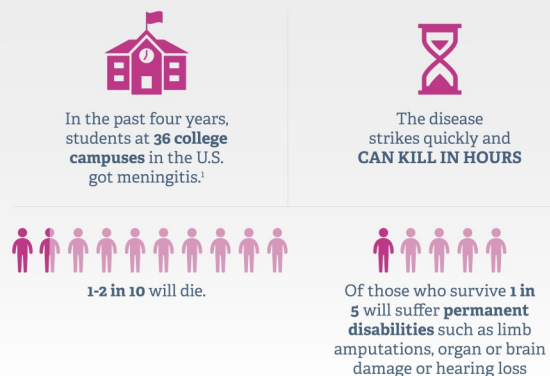 In the past four years,
students at 36 college
campuses in the U.S.
got meningitis.¹
The disease
strikes quickly and
CAN KILL IN HOURS
1-2 in 10 will die.
Of those who survive 1 in
5 will suffer permanent
disabilities such as limb
amputations, organ or brain
damage or hearing loss